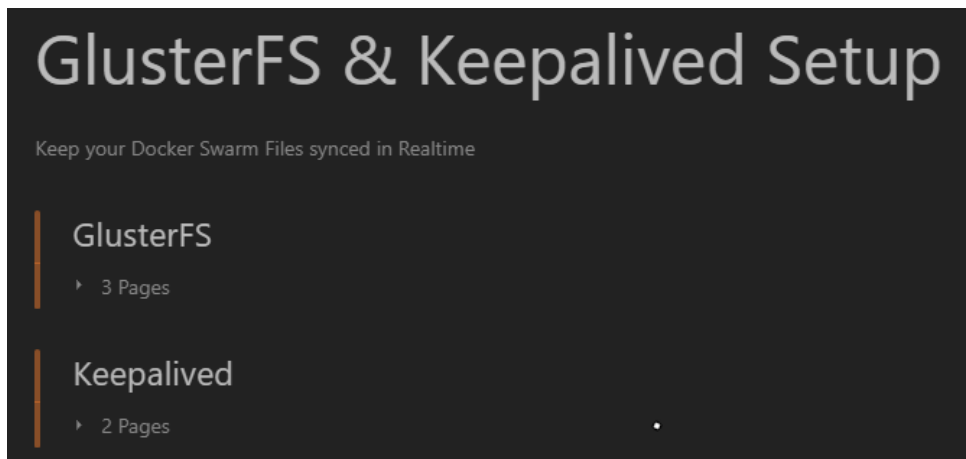 GlusterFS & Keepalived Setup
Keep your Docker Swarm Files synced in Realtime
GlusterFS
3 Pages
Keepalived
2 Pages